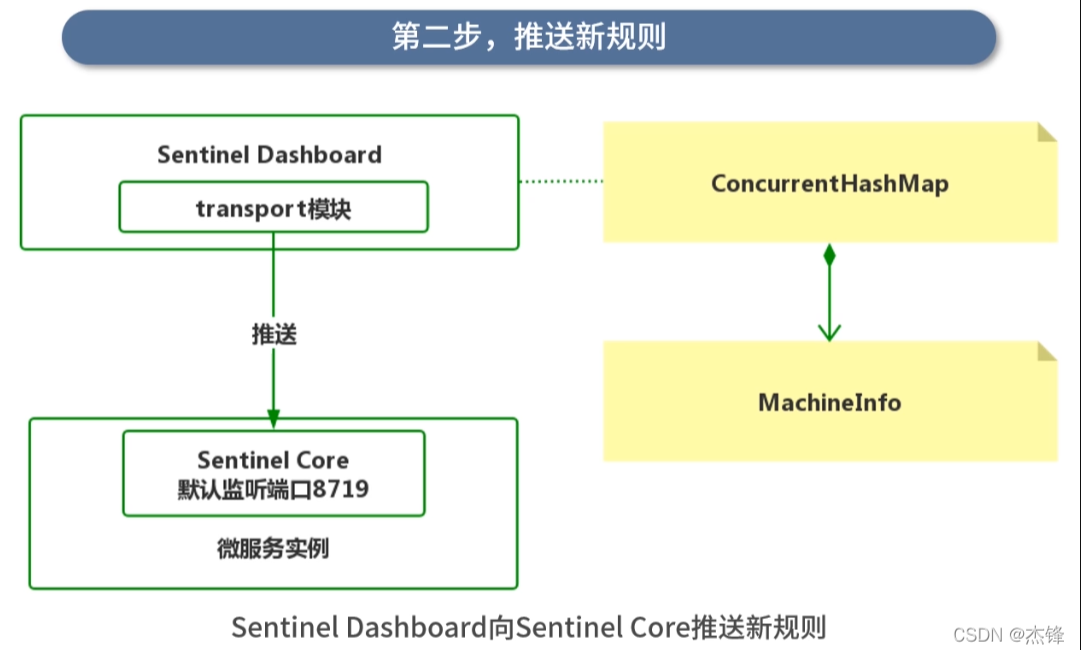 第二步，推送新规则
Sentinel Dashboard
transport模块
ConcurrentHashMap
推送
MachineInfo
Sentinel Core
默认监听端口8719
微服务实例
Sentinel Dashboard向Sentinel Core推送新规则
CSDN @杰锋